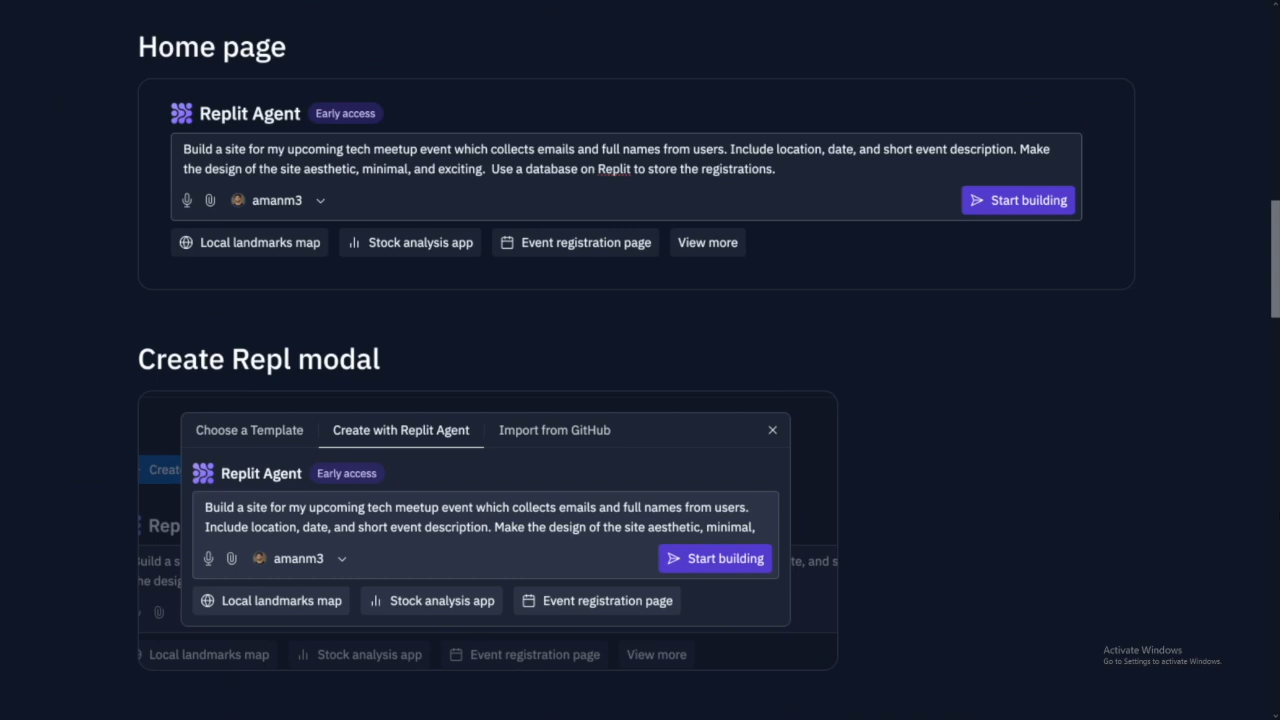 Home page
Replit Agent Early access
Build a site for my upcoming tech meetup event which collects emails and full names from users. Include location, date, and short event description. Make
the design of the site aesthetic, minimal, and exciting. Use a database on Replit to store the registrations.
amanm3 Start building
Local landmarks map Stock analysis app Event registration page View more
Create Repl modal
Choose a Template Create with Replit Agent Import from GitHub
Creat
Replit Agent Early access
Build a site for my upcoming tech meetup event which collects emails and full names from users.
Rep
Include location, date, and short event description. Make the design of the site aesthetic, minimal,
amanm3 Start building
uild a s te, and s
he desig
Local landmarks map Stock analysis app Event registration page
Local landmarks map Stock analysis app Event registration page View more
Activate Windows
Go to Settings to activate Windows.